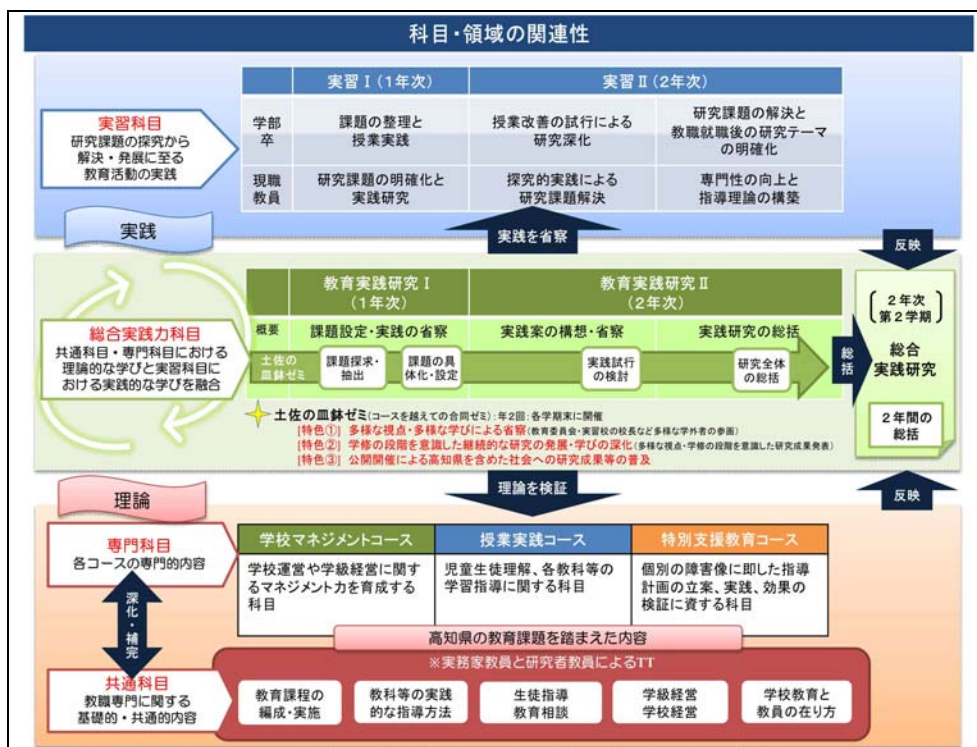 科目・領域の関連性
実習科目
研究課題の探究から
解決・発展に至る
教育活動の実践
実習Ⅰ(1年次)
実習Ⅱ(2年次)
学部
卒
課題の整理と
授業実践
授業改善の試行による
研究深化
研究課題の解決と
教職就職後の研究テーマ
の明確化
現職
教員
研究課題の明確化と
実践研究
探究的実践による
研究課題解決
専門性の向上と
指導理論の構築
実践
実践を省察
反映
総合実践力科目
共通科目・専門科目における
理論的な学びと実習科目に
おける実践的な学びを融合
教育実践研究Ⅰ
(1年次)
教育実践研究Ⅱ
(2年次)
概要
課題設定・実践の省察
実践案の構想・省察
実践研究の総括
土佐の
皿鉢ゼミ
課題探求・
抽出
課題の具
体化・設定
実践試行
の検討
研究全体
の総括
総括
2年次
第2学期
総合
実践研究
2年間の
総括
土佐の皿鉢ゼミ(コースを越えての合同ゼミ):年2回:各学期末に開催
[特色①] 多様な視点・多様な学びによる省察(教育委員会・実習校の校長など多様な学外者の参画)
[特色②] 学修の段階を意識した継続的な研究の発展・学びの深化(多様な視点・学修の段階を意識した研究成果発表)
[特色③] 公開開催による高知県を含めた社会への研究成果等の普及
理論を検証
反映
理論
専門科目
各コースの専門的内容
学校マネジメントコース
授業実践コース
特別支援教育コース
学校運営や学級経営に関す
るマネジメント力を育成する
科目
児童生徒理解、各教科等の
学習指導に関する科目
個別の障害像に即した指導
計画の立案、実践、効果の
検証に資する科目
深化・補完
高知県の教育課題を踏まえた内容
※実務家教員と研究者教員によるTT
共通科目
教職専門に関する
基礎的・共通的内容
教育課程の
編成・実施
教科等の実践
的な指導方法
生徒指導
教育相談
学級経営
学校経営
学校教育と
教員の在り方